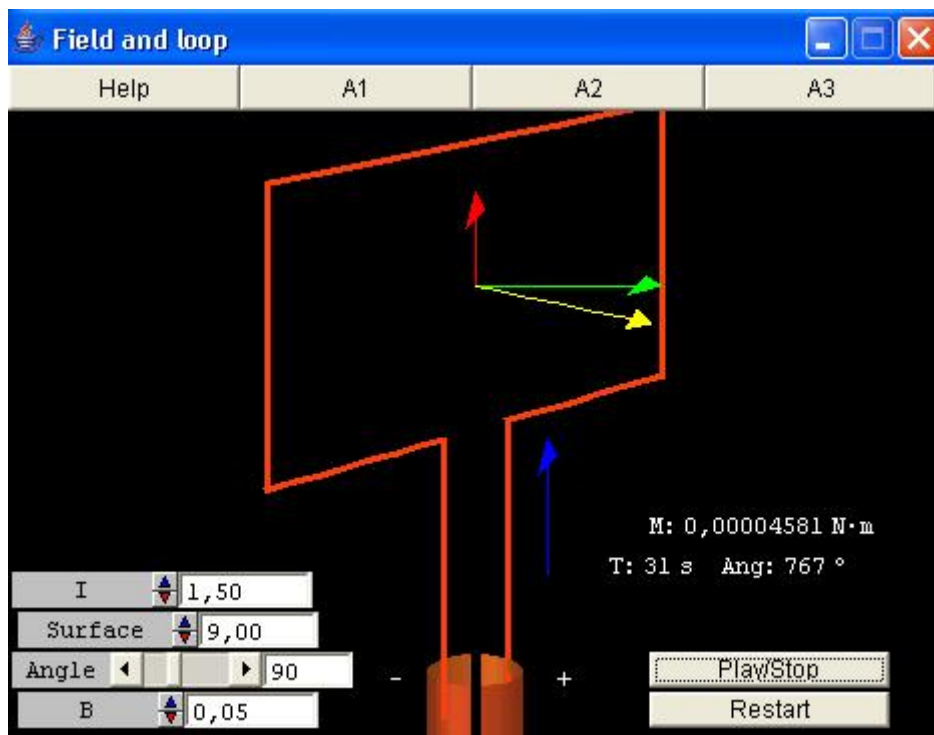 Field and loop
Help A1 A2 A3
M: 0,00004581 N·m
T: 31 s Ang: 767 °
I 1,50
Surface 9,00
Angle 90
B 0,05
- +
Play/Stop
Restart